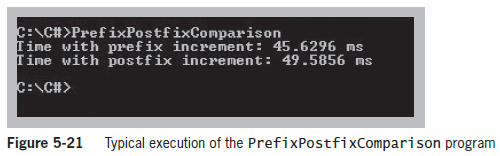 C:\C#>PrefixPostfixComparison
Time with prefix increment: 45.6296 ms
Time with postfix increment: 49.5856 ms
C:\C#>
Figure 5-21 Typical execution of the PrefixPostfixComparison program